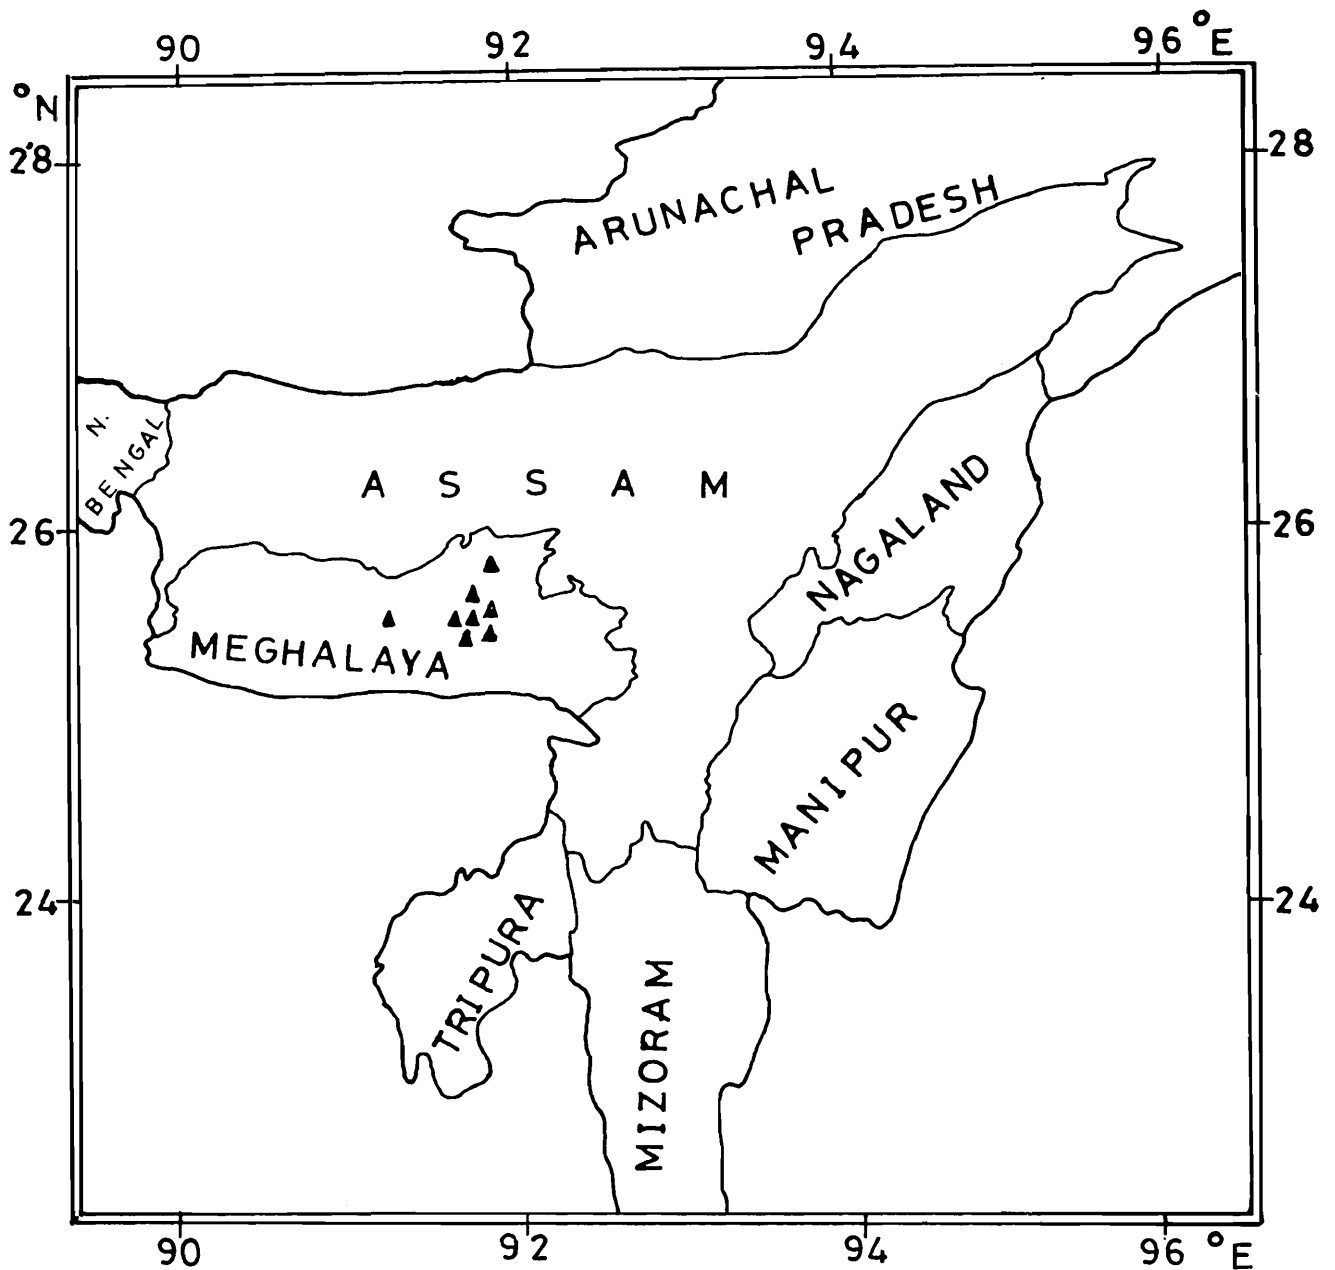 90 92 94 96 °E
°N
28 28
ARUNACHAL
PRADESH
N.
BENGAL
A S S A M
NAGALAND
26 26
MEGHALAYA
MANIPUR
24 24
TRIPURA
MIZORAM
90 92 94 96 °E